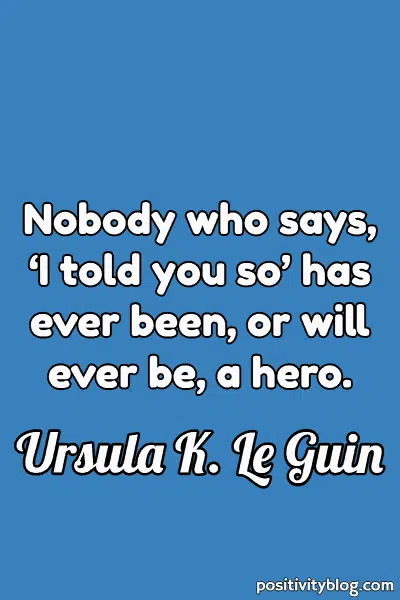 Nobody who says,
‘I told you so’ has
ever been, or will
ever be, a hero.
Ursula K. Le Guin
positivityblog.com